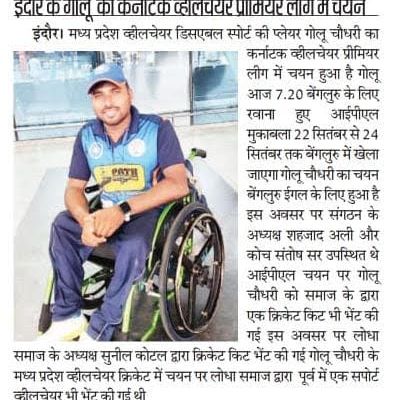 इंदौर के गोलू का कर्नाटक व्हीलचेयर प्रीमियर लीग में चयन
इंदौर। मध्य प्रदेश व्हीलचेयर डिसएबल स्पोर्ट की प्लेयर गोलू चौधरी का
कर्नाटक व्हीलचेयर प्रीमियर
लीग में चयन हुआ है गोलू
आज 7.20 बेंगलुरु के लिए
रवाना हुए आईपीएल
मुकाबला 22 सितंबर से 24
सितंबर तक बेंगलुरु में खेला
जाएगा गोलू चौधरी का चयन
बेंगलुरु ईगल के लिए हुआ है
इस अवसर पर संगठन के
अध्यक्ष शहजाद अली और
कोच संतोष सर उपस्थित थे
आईपीएल चयन पर गोलू
चौधरी को समाज के द्वारा
एक क्रिकेट किट भी भेंट की
गई इस अवसर पर लोधा
समाज के अध्यक्ष सुनील कोटल द्वारा क्रिकेट किट भेंट की गई गोलू चौधरी के
मध्य प्रदेश व्हीलचेयर क्रिकेट में चयन पर लोधा समाज द्वारा पूर्व में एक सपोर्ट
व्हीलचेयर भी भेंट की गई थी